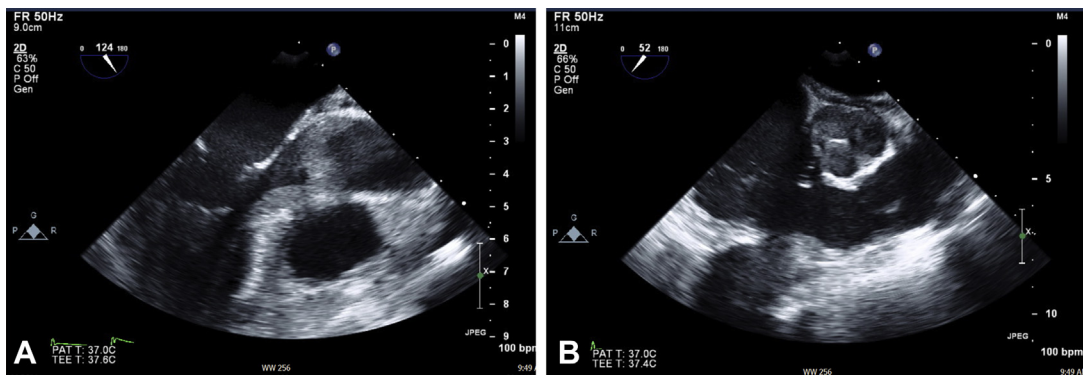 FR 50Hz
9.0cm
M4
2D
63%
C 50
P Off
Gen
0 124 180
P
0
1
2
3
4
5
6
7
8
9
G
P R
X
JPEG
100 bpm
A
PAT T: 37.0C
TEE T: 37.6C
WW 256
9:49
FR 50Hz
11cm
M4
2D
66%
C 50
P Off
Gen
0 52 180
P
0
5
10
G
P R
X
JPEG
100 bpm
B
PAT T: 37.0C
TEE T: 37.4C
WW 256
9:49 A